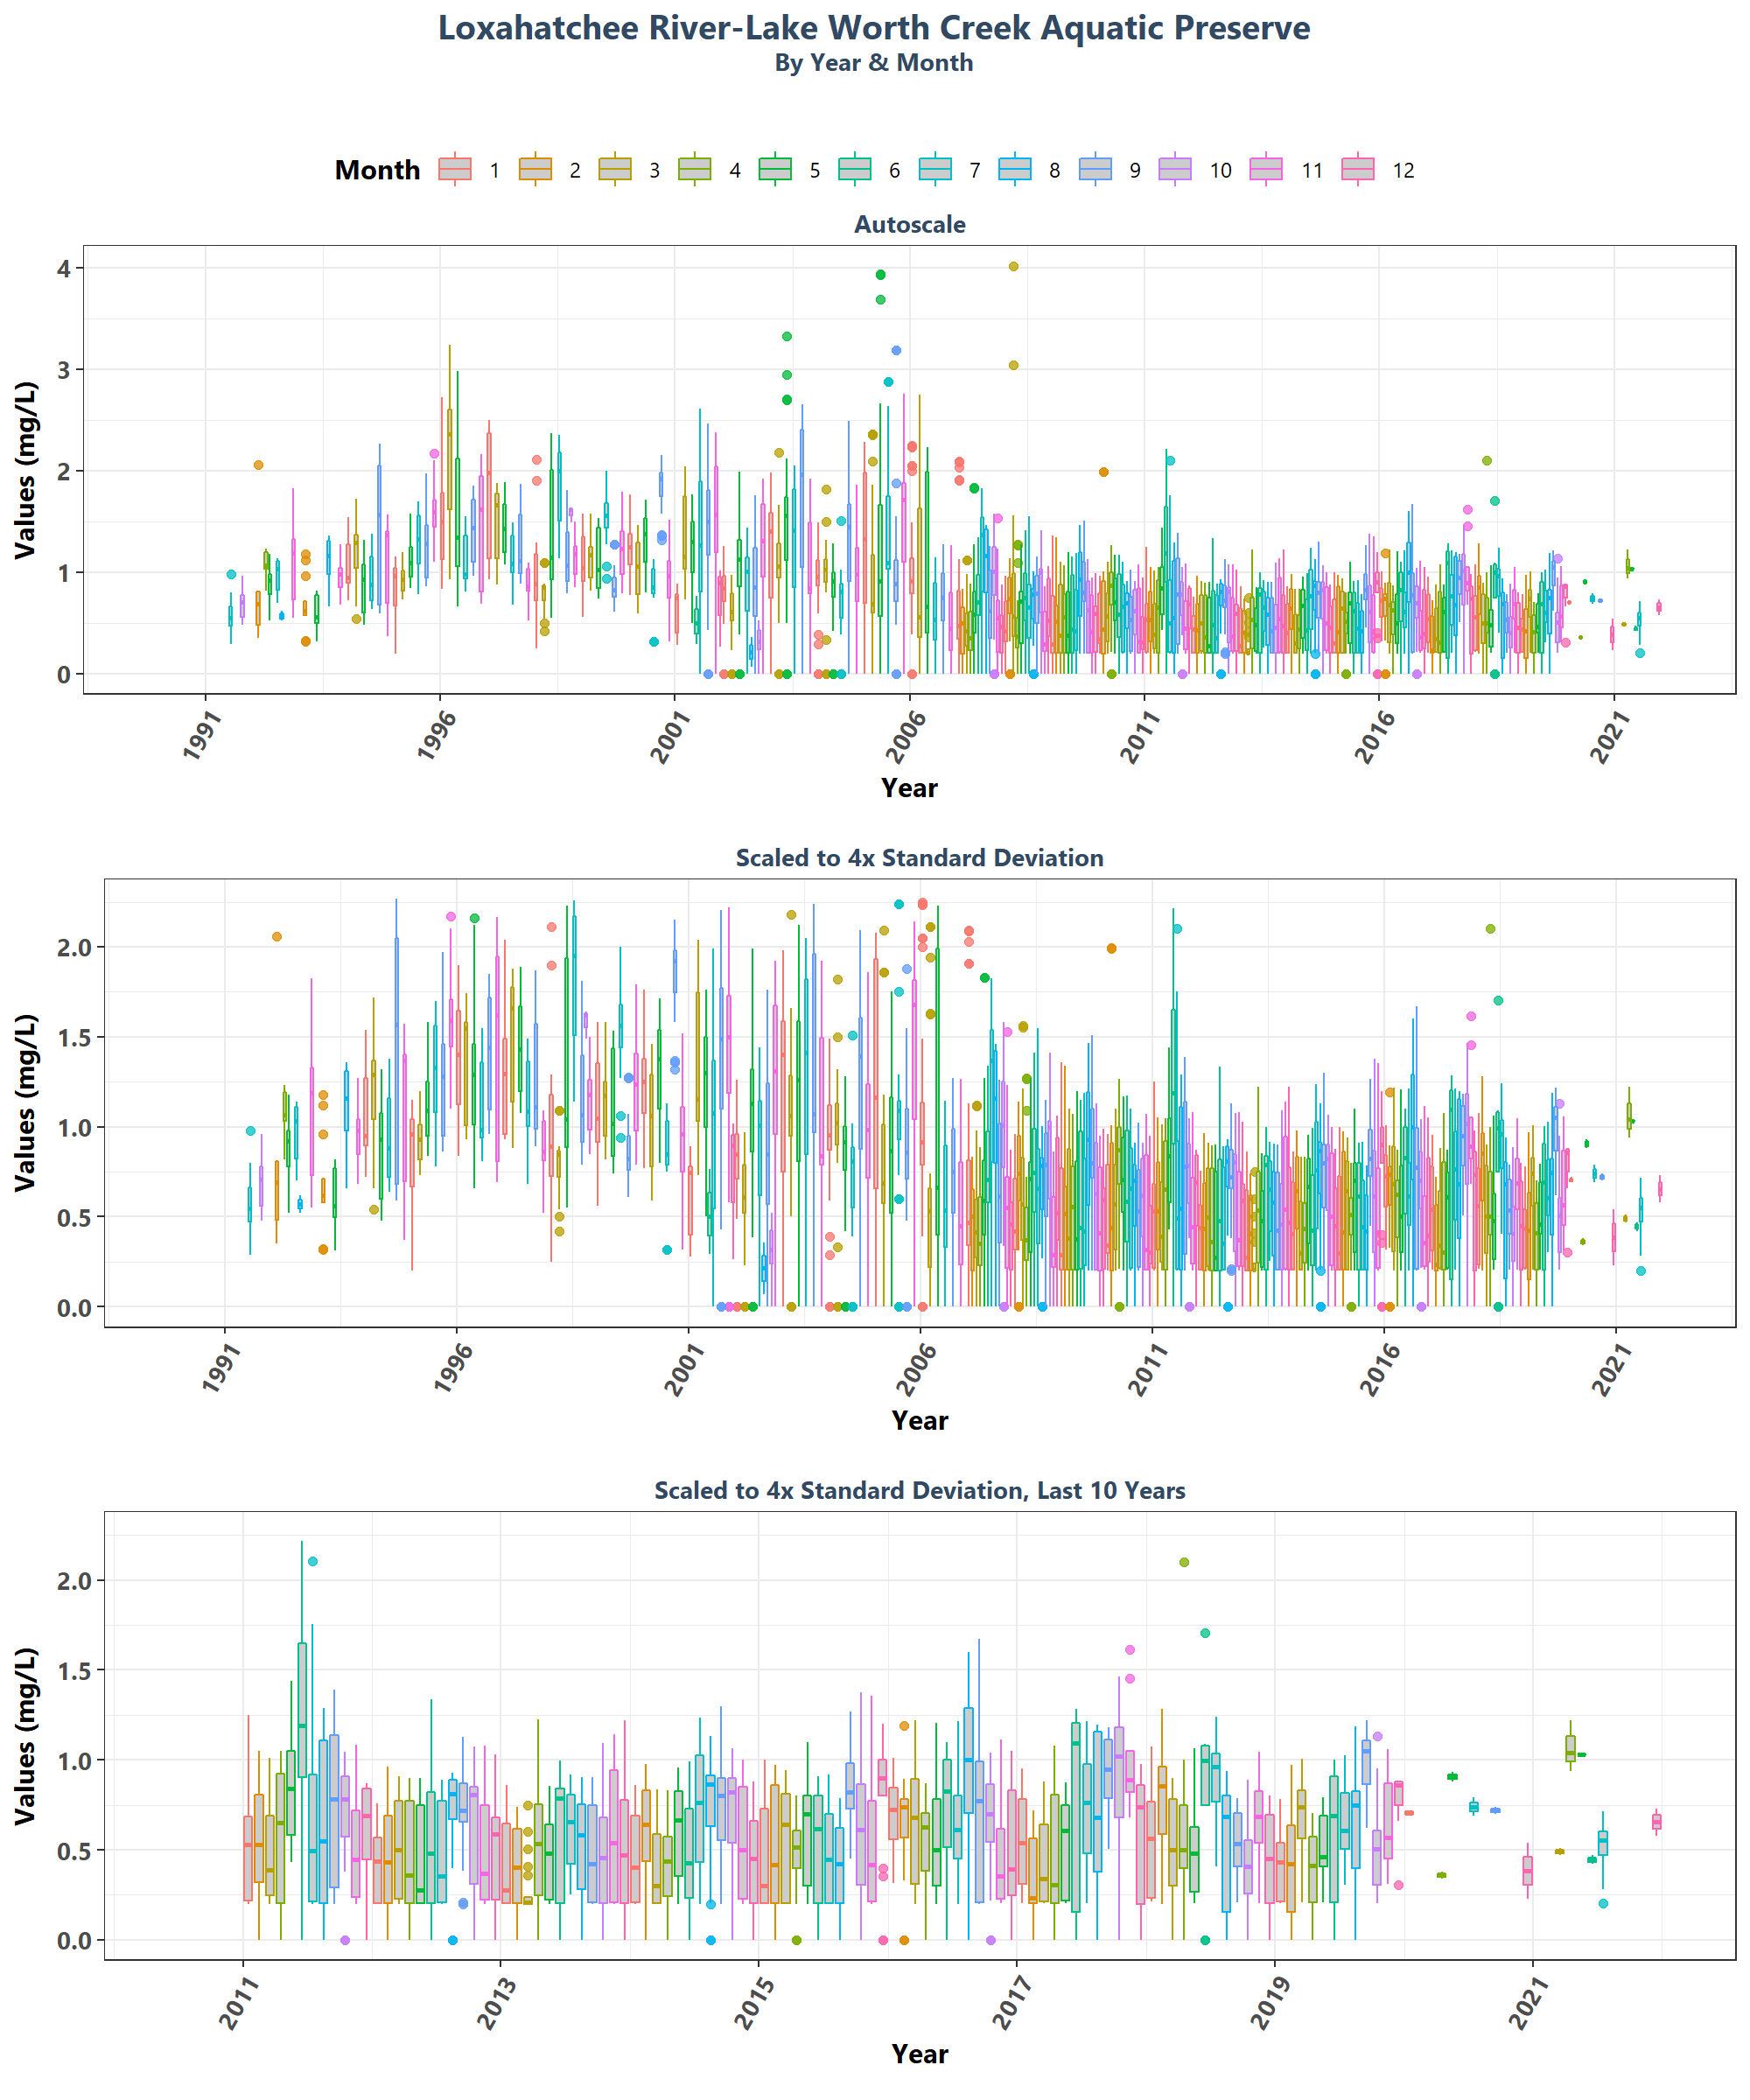 Loxahatchee River-Lake Worth Creek Aquatic Preserve
By Year & Month
Month 1 2 3 4 5 6 7 8 9 10 11 12
Autoscale
Values (mg/L)
4
3
2
1
0
1991 1996 2001 2006 2011 2016 2021
Year
Scaled to 4x Standard Deviation
Values (mg/L)
2.0
1.5
1.0
0.5
0.0
1991 1996 2001 2006 2011 2016 2021
Year
Scaled to 4x Standard Deviation, Last 10 Years
Values (mg/L)
2.0
1.5
1.0
0.5
0.0
2011 2013 2015 2017 2019 2021
Year